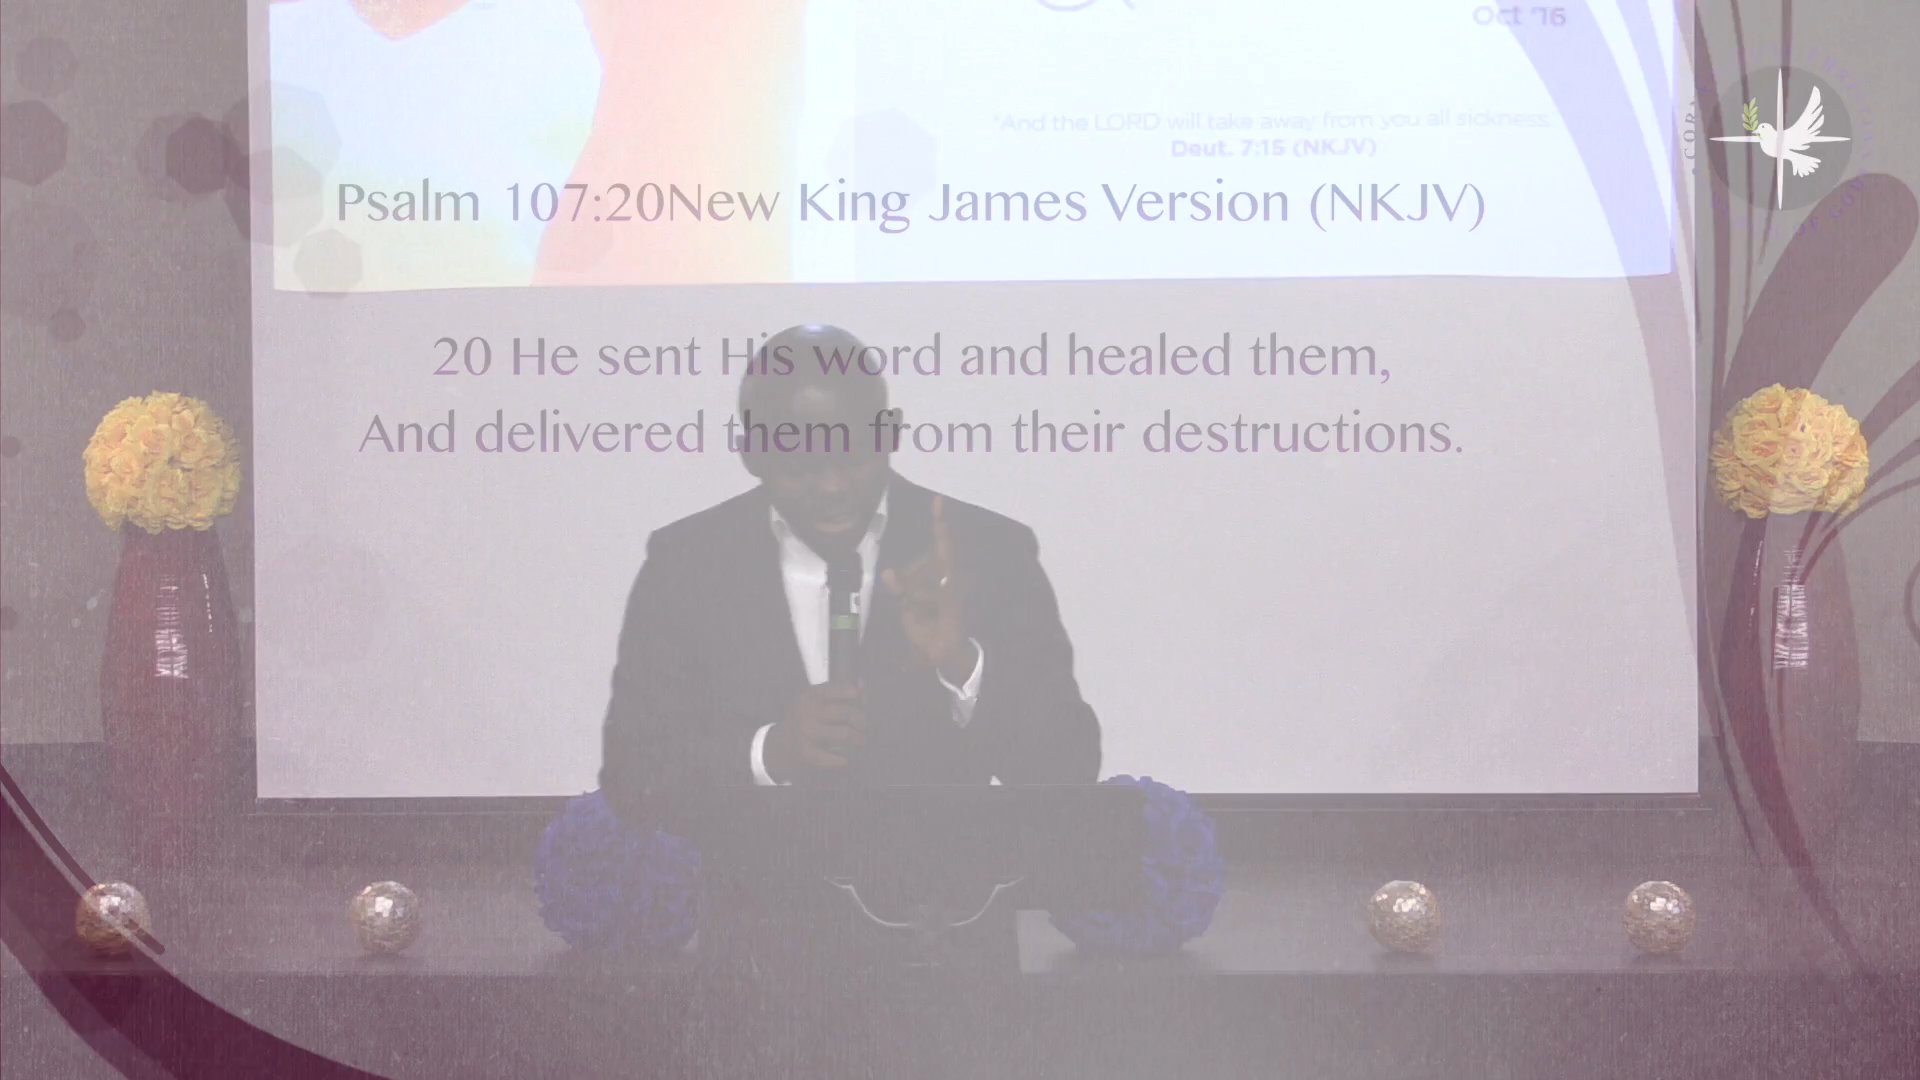 Oct '16
"And the LORD will take away from you all sickness,
Deut. 7:15 (NKJV)
Psalm 107:20New King James Version (NKJV)
20 He sent His word and healed them,
And delivered them from their destructions.